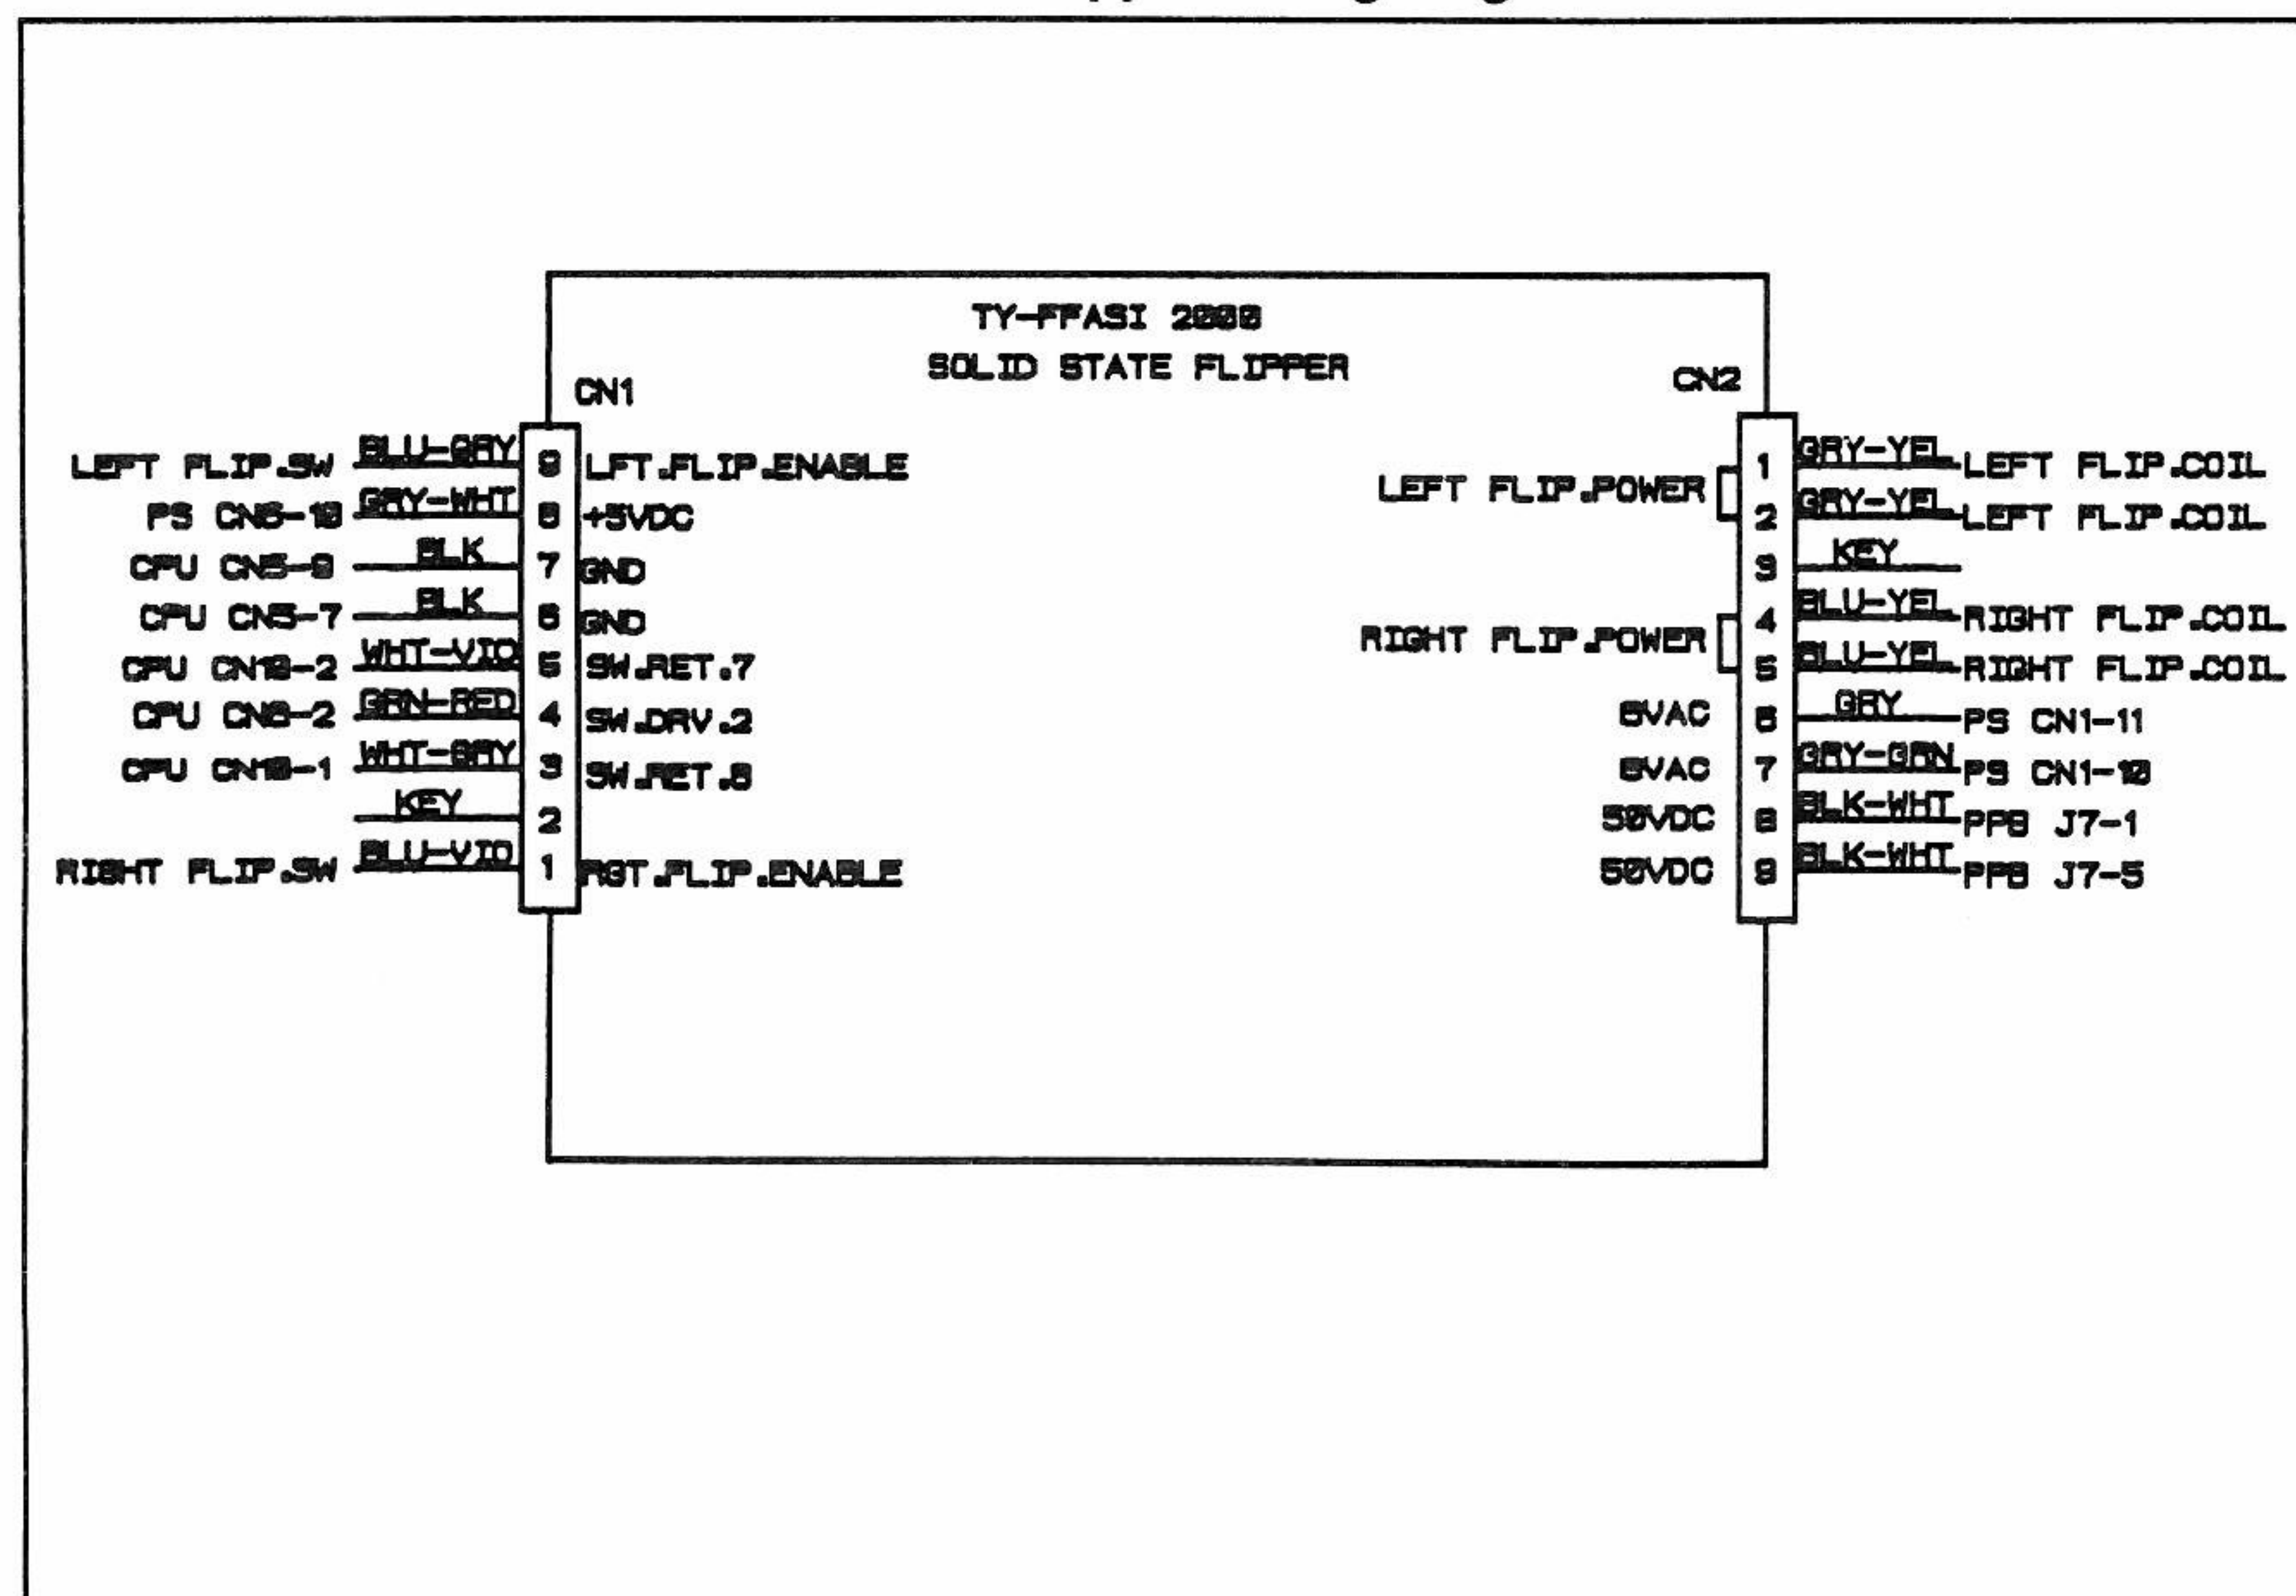 TY-FFASI 2000
SOLID STATE FLIPPER
CN1
LEFT FLIP.SW BLU-GRY 9 LFT.FLIP.ENABLE
PS CN6-10 GRY-WHT 8 +5VDC
CPU CN5-9 BLK 7 GND
CPU CN5-7 BLK 6 GND
CPU CN10-2 WHT-VIO 5 SW.RET.7
CPU GRN-RED 4 SW.DRV.2
CPU CN10-1 WHT-GRY 3 SW.RET.8
KEY 2
RIGHT FLIP.SW BLU-VIO 1 RGT.FLIP.ENABLE
CN2
LEFT FLIP.POWER
1 GRY-YEL LEFT FLIP.COIL
2 GRY-YEL LEFT FLIP.COIL
3 KEY
RIGHT FLIP.POWER
4 BLU-YEL RIGHT FLIP.COIL
5 BLU-YEL RIGHT FLIP.COIL
6 GRY PS CN1-11
7 GRY-GRN PS CN1-10
50VDC 8 BLK-WHT PPB J7-1
50VDC 9 BLK-WHT PPB J7-5